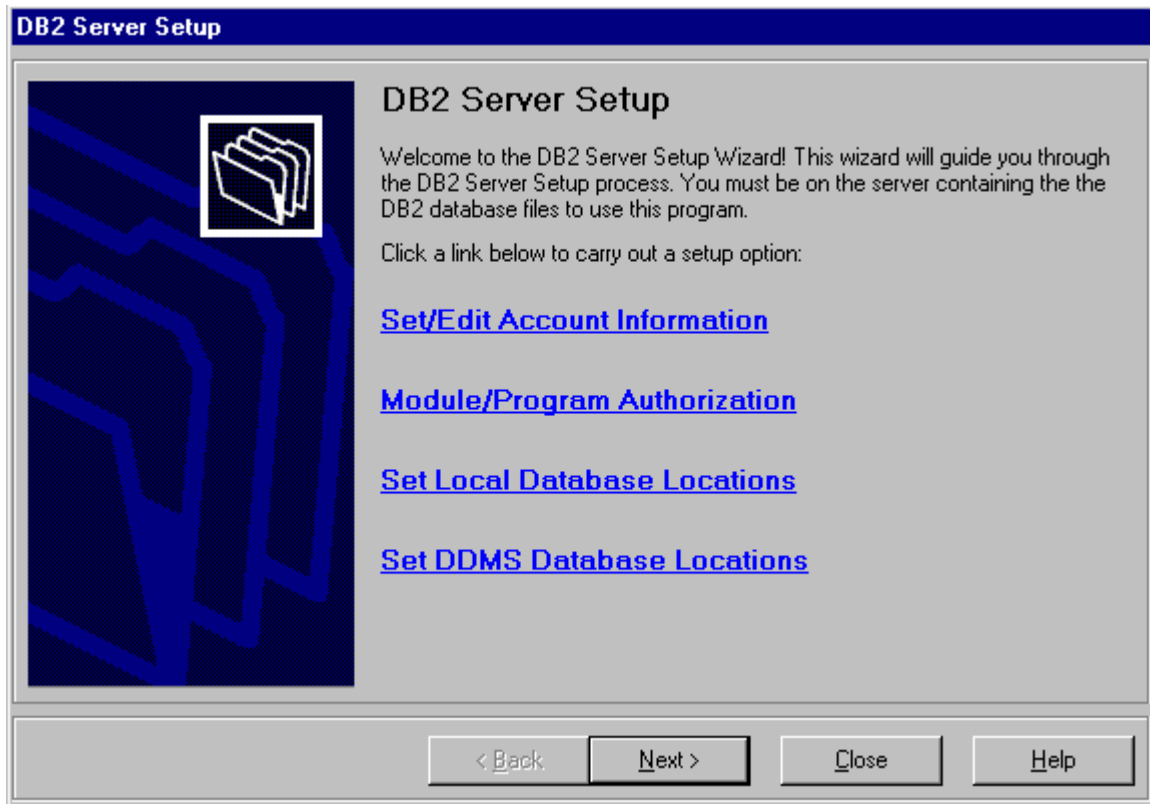 DB2 Server Setup
DB2 Server Setup
Welcome to the DB2 Server Setup Wizard! This wizard will guide you through
the DB2 Server Setup process. You must be on the server containing the the
DB2 database files to use this program.
Click a link below to carry out a setup option:
Set/Edit Account Information
Module/Program Authorization
Set Local Database Locations
Set DDMS Database Locations
< Back Next > Close Help